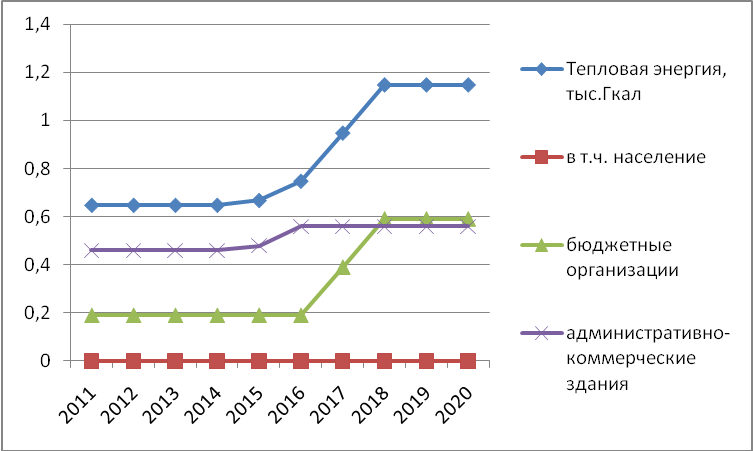 1,4
1,2
1
0,8
0,6
0,4
0,2
0
2011 2012 2013 2014 2015 2016 2017 2018 2019 2020
Тепловая энергия,
тыс.Гкал
в т.ч. население
бюджетные
организации
административно-
коммерческие
здания